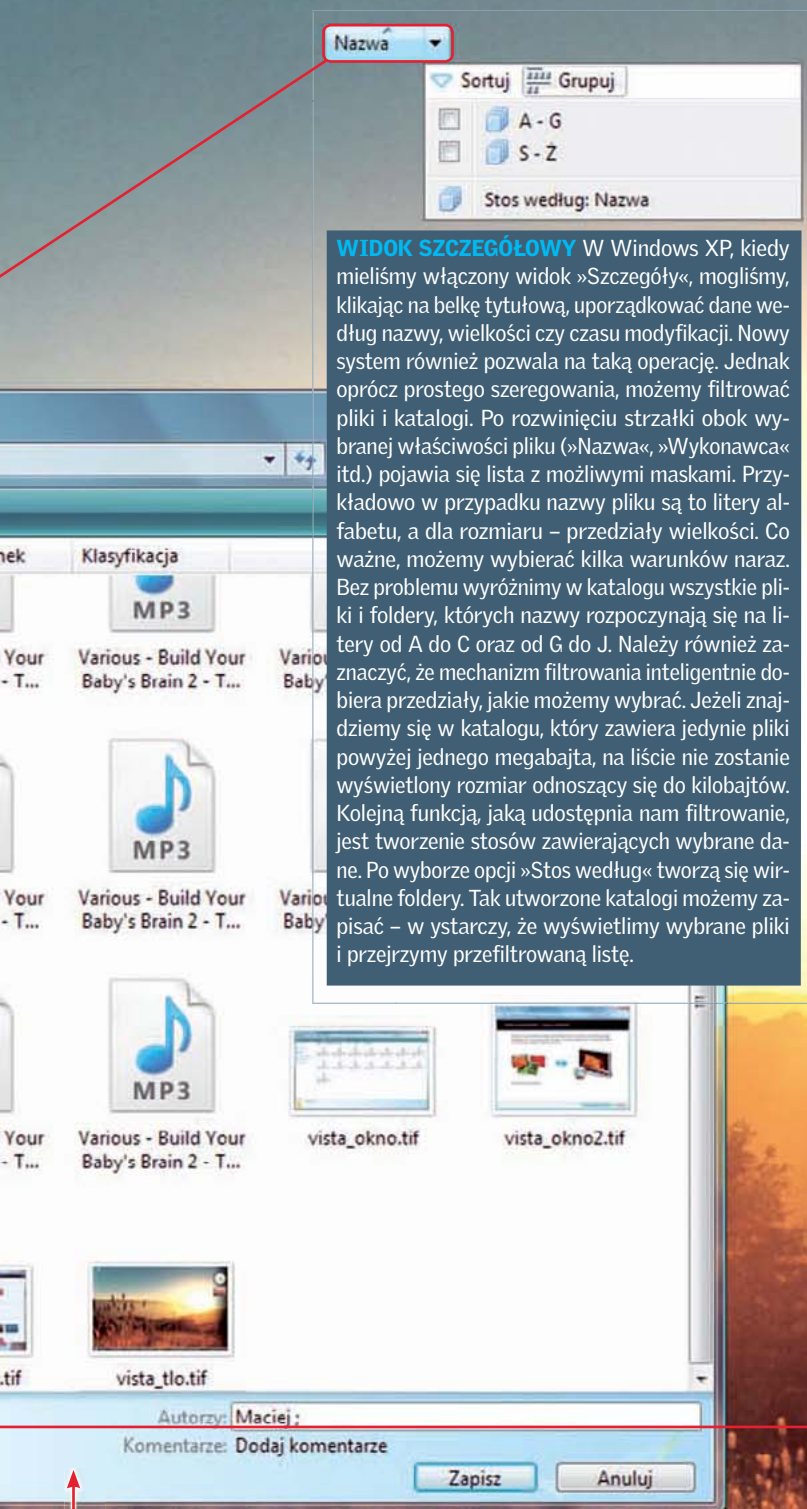 Nazwa
Sortuj Grupuj
A - G
S - Ż
Stos według: Nazwa
WIDOK SZCZEGÓŁOWY W Windows XP, kiedy
mieliśmy włączony widok »Szczegóły«, mogliśmy,
klikając na belkę tytułową, uporządkować dane we-
dług nazwy, wielkości czy czasu modyfikacji. Nowy
system również pozwala na taką operację. Jednak
oprócz prostego szeregowania, możemy filtrować
pliki i katalogi. Po rozwinięciu strzałki obok wy-
branej właściwości pliku (»Nazwa«, »Wykonawca«
itd.) pojawia się lista z możliwymi maskami. Przy-
kładowo w przypadku nazwy pliku są to litery al-
fabetu, a dla rozmiaru – przedziały wielkości. Co
ważne, możemy wybierać kilka warunków naraz.
Bez problemu wyróżnimy w katalogu wszystkie pli-
ki i foldery, których nazwy rozpoczynają się na li-
tery od A do C oraz od G do J. Należy również za-
znaczyć, że mechanizm filtrowania inteligentnie do-
biera przedziały, jakie możemy wybrać. Jeżeli znaj-
dziemy się w katalogu, który zawiera jedynie pliki
powyżej jednego megabajta, na liście nie zostanie
wyświetlony rozmiar odnoszący się do kilobajtów.
Kolejną funkcją, jaką udostępnia nam filtrowanie,
jest tworzenie stosów zawierających wybrane da-
ne. Po wyborze opcji »Stos według« tworzą się wir-
tualne foldery. Tak utworzone katalogi możemy za-
pisać – w ystarczy, że wyświetlimy wybrane pliki
i przejrzymy przefiltrowaną listę.
nek Klasyfikacja
MP3
Your Various - Build Your Variou
- T... Baby's Brain 2 - T... Baby'
MP3
Your Various - Build Your Variou
- T... Baby's Brain 2 - T... Baby'
MP3
Your Various - Build Your vista_okno.tif vista_okno2.tif
- T... Baby's Brain 2 - T...
.tif vista_tlo.tif
Autorzy: Maciej ;
Komentarze: Dodaj komentarze
Zapisz Anuluj